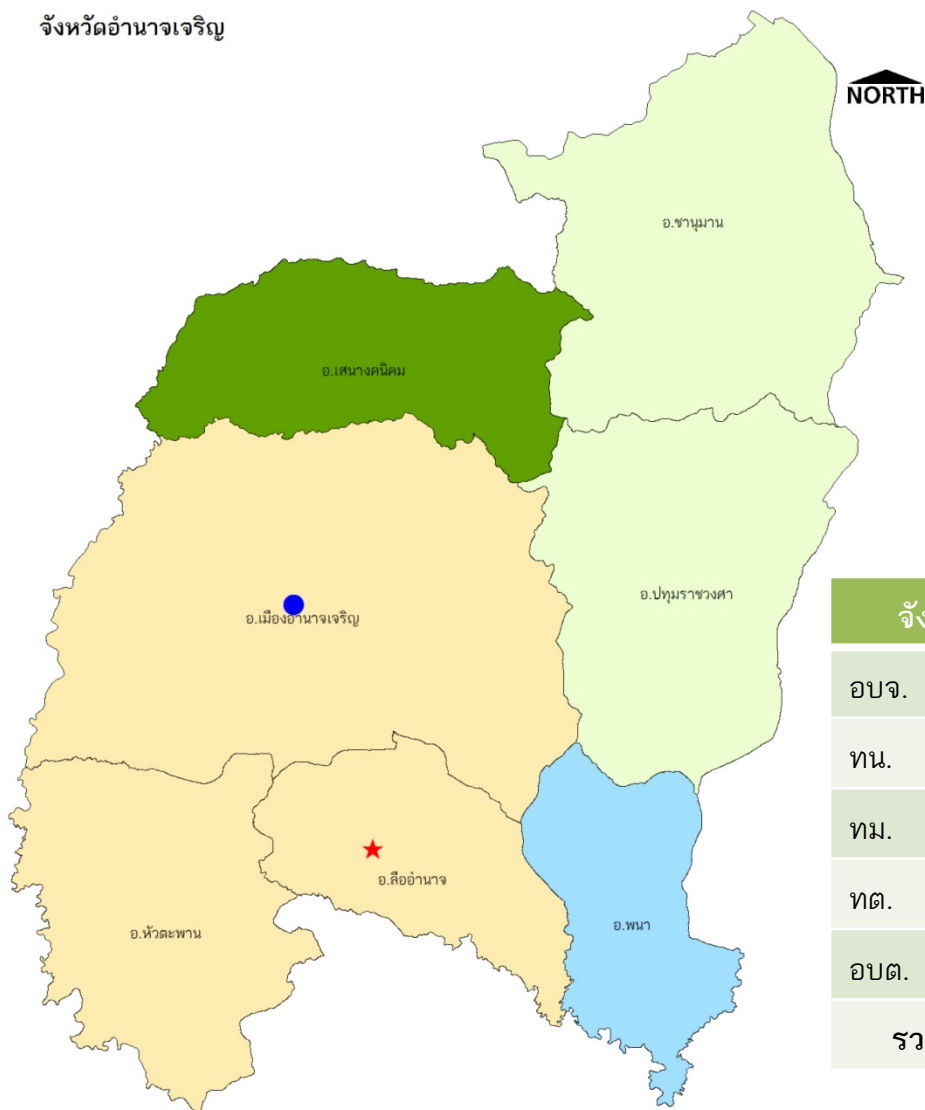 จังหวัดอำนาจเจริญ
NORTH
อ.ชานุมาน
อ.เสนางคนิคม
อ.ปทุมราชวงศา
อ.เมืองอำนาจเจริญ
อ.ลืออำนาจ
อ.หัวตะพาน
อ.พนา
จัง
อบจ.
ทน.
ทม.
ทต.
อบต.
รว